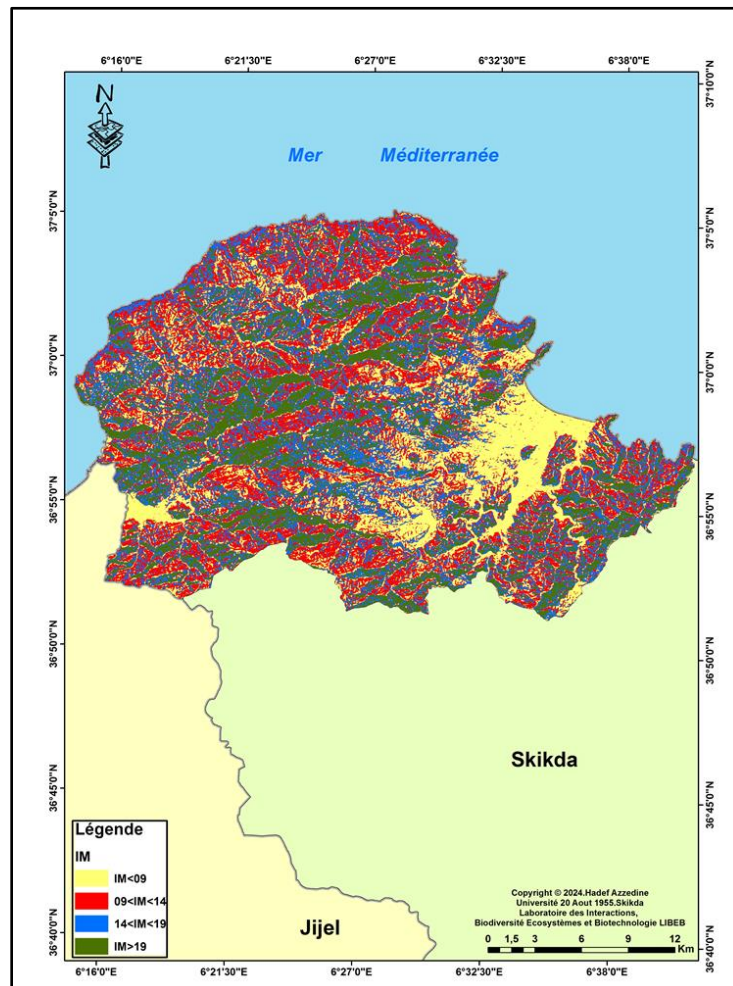 6°16'0"E 6°21'30"E 6°27'0"E 6°32'30"E 6°38'0"E
37°10'0"N
N
Mer Méditerranée
37°5'0"N 37°5'0"N
37°0'0"N 37°0'0"N
36°55'0"N 36°55'0"N
36°50'0"N 36°50'0"N
Skikda
36°45'0"N 36°45'0"N
Légende
IM
IM<09
09<IM<14
14<IM<19
IM>19
Jijel
Copyright © 2024.Hadef Azzedine
Université 20 Aout 1955.Skikda
Laboratoire des Interactions,
Biodiversité Ecosystèmes et Biotechnologie LIBEB
0 1,5 3 6 9 12
Km
36°40'0"N 36°40'0"N
6°16'0"E 6°21'30"E 6°27'0"E 6°32'30"E 6°38'0"E